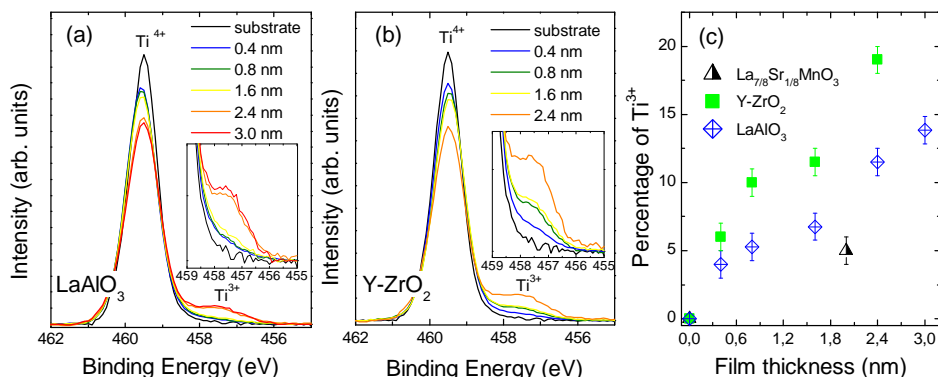 (a)
Ti 4+
substrate
0.4 nm
0.8 nm
1.6 nm
2.4 nm
3.0 nm
Intensity (arb. units)
LaAlO3
459 458 457 456 455
Ti3+
462 460 458 456
Binding Energy (eV)
(b)
Ti4+
substrate
0.4 nm
0.8 nm
1.6 nm
2.4 nm
Intensity (arb. units)
Y-ZrO2
459 458 457 456 455
Ti3+
462 460 458 456
Binding Energy (eV)
(c)
La7/8Sr1/8MnO3
Y-ZrO2
LaAlO3
Percentage of Ti3+
20
15
10
5
0
0,0 0,6 1,2 1,8 2,4 3,0
Film thickness (nm)